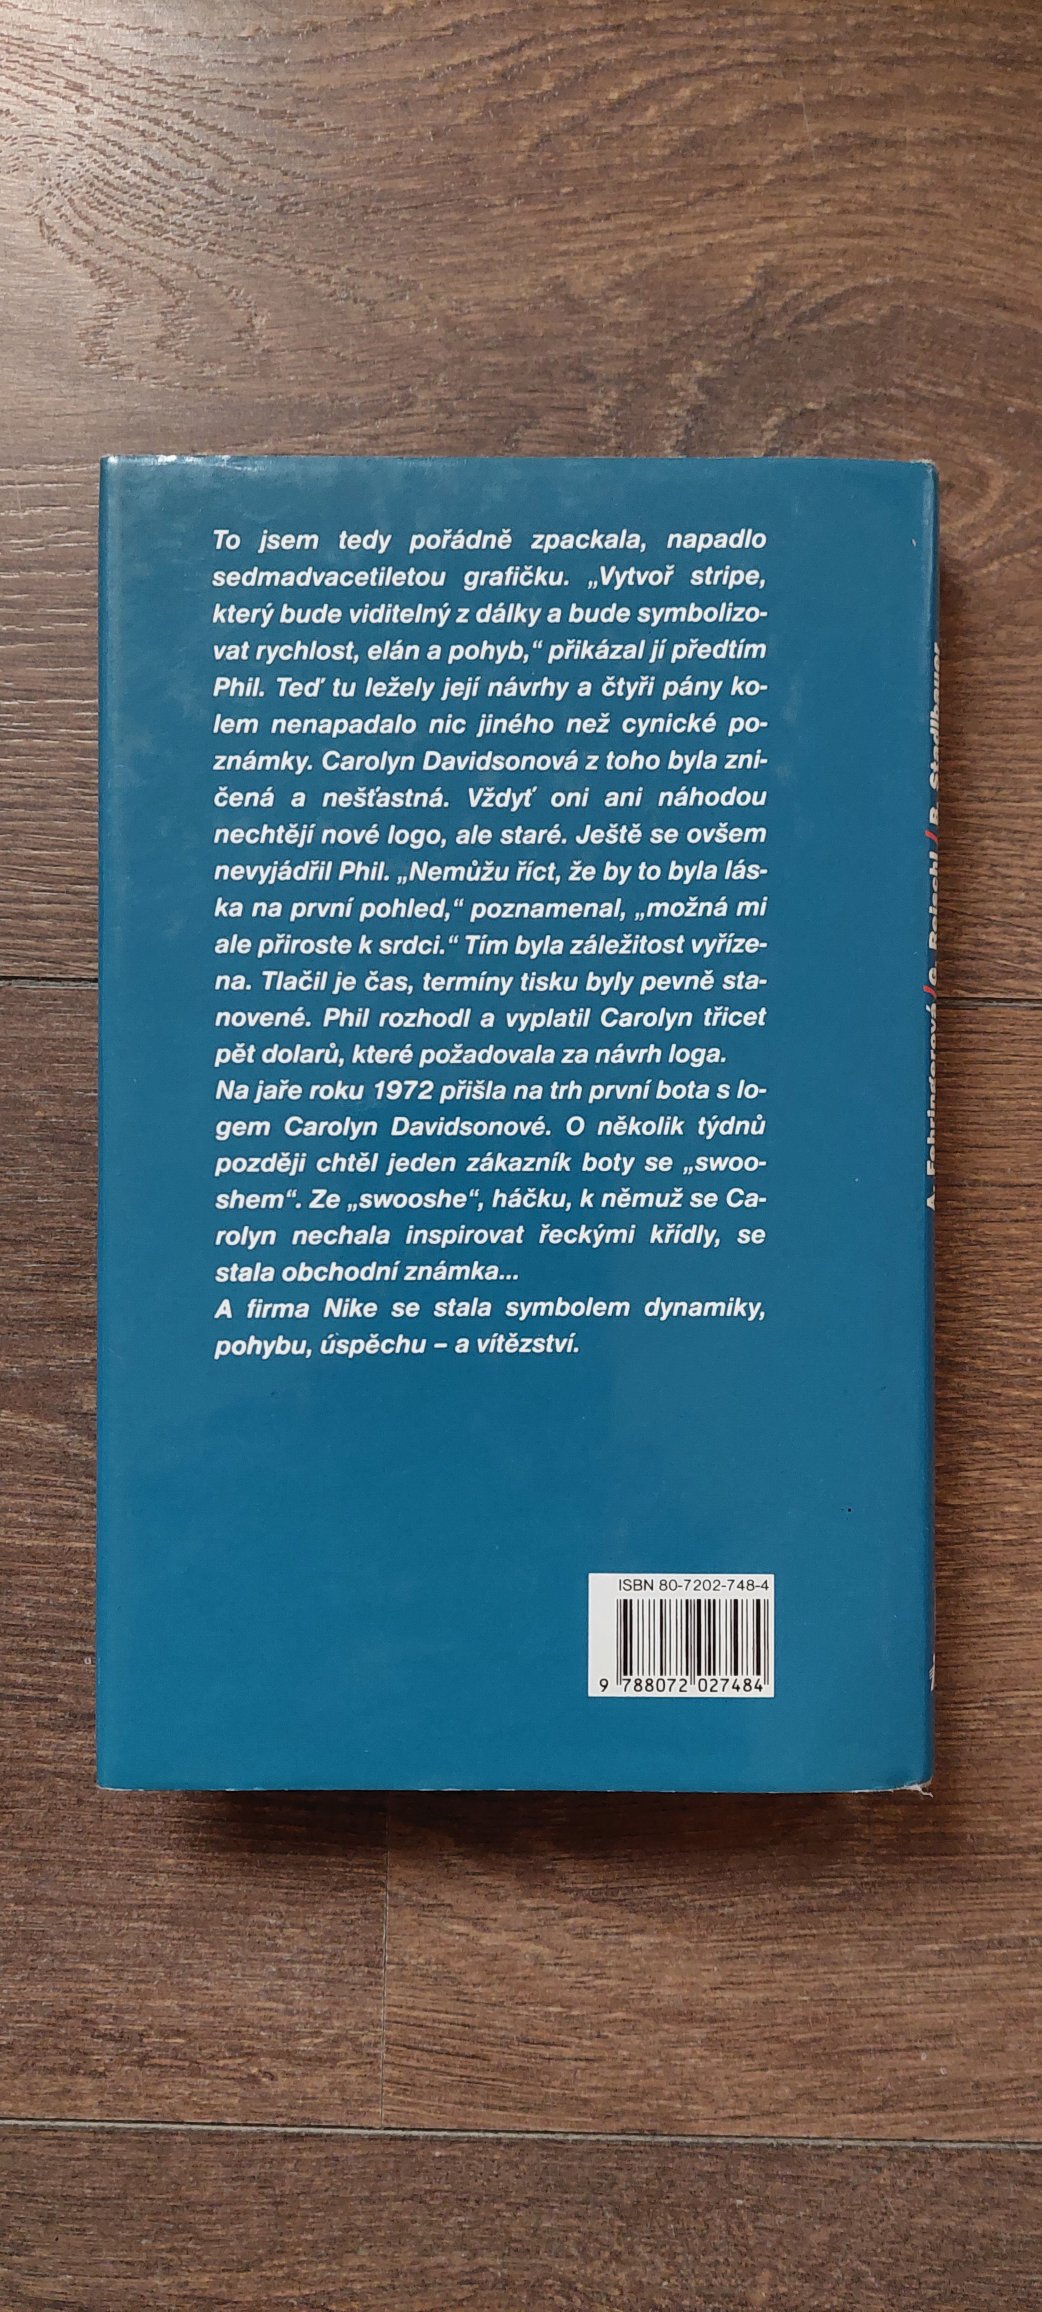 To jsem tedy pořádně zpackala, napadlo
sedmadvacetiletou grafičku. „Vytvoř stripe,
který bude viditelný z dálky a bude symbolizo-
vat rychlost, elán a pohyb,“ přikázal jí předtím
Phil. Teď tu ležely její návrhy a čtyři pány ko-
lem nenapadalo nic jiného než cynické po-
známky. Carolyn Davidsonová z toho byla zni-
čená a nešťastná. Vždyť oni ani náhodou
nechtějí nové logo, ale staré. Ještě se ovšem
nevyjádřil Phil. „Nemůžu říct, že by to byla lás-
ka na první pohled,“ poznamenal, „možná mi
ale přiroste k srdci.“ Tím byla záležitost vyříze-
na. Tlačil je čas, termíny tisku byly pevně sta-
novené. Phil rozhodl a vyplatil Carolyn třicet
pět dolarů, které požadovala za návrh loga.
Na jaře roku 1972 přišla na trh první bota s lo-
gem Carolyn Davidsonové. O několik týdnů
později chtěl jeden zákazník boty se „swoo-
shem“. Ze „swooshe“, háčku, k němuž se Ca-
rolyn nechala inspirovat řeckými křídly, se
stala obchodní známka...
A firma Nike se stala symbolem dynamiky,
pohybu, úspěchu – a vítězství.
ISBN 80-7202-748-4
9 788072 027484